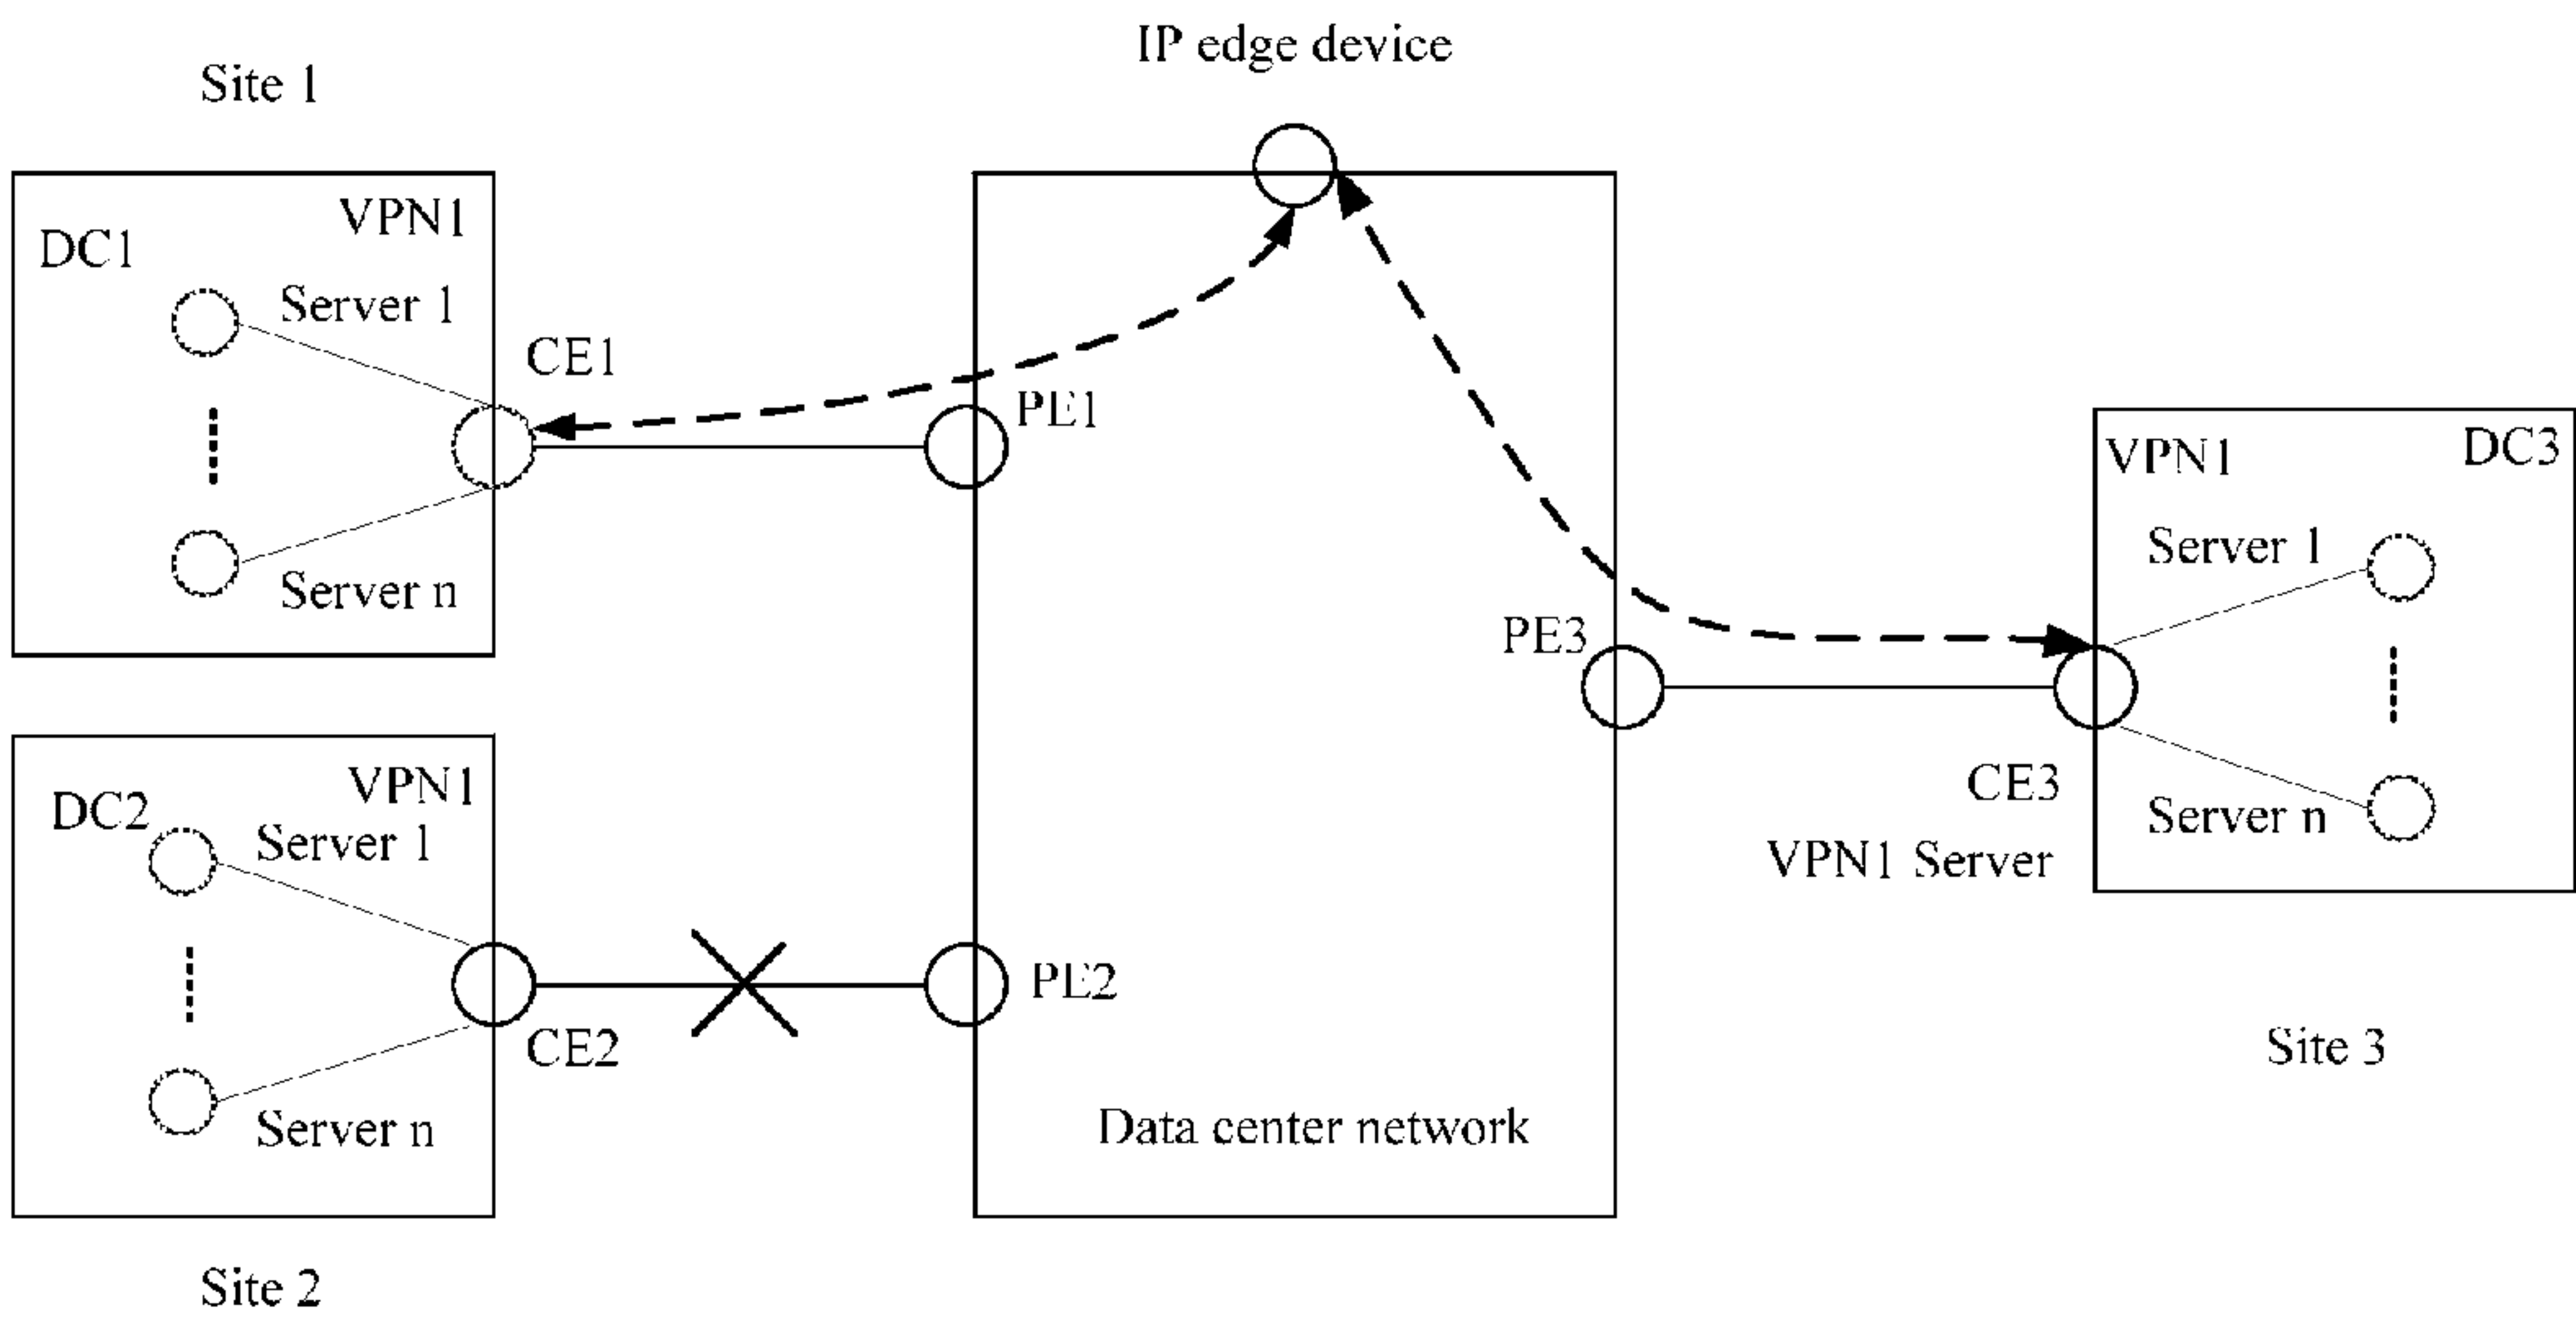 IP edge device
Site 1
VPN1
DC1
Server 1
CE1
PE1
Server n
VPN1
DC3
Server 1
PE3
CE3
Server n
VPN1 Server
VPN1
DC2
Server 1
PE2
CE2
Server n
Site 3
Data center network
Site 2